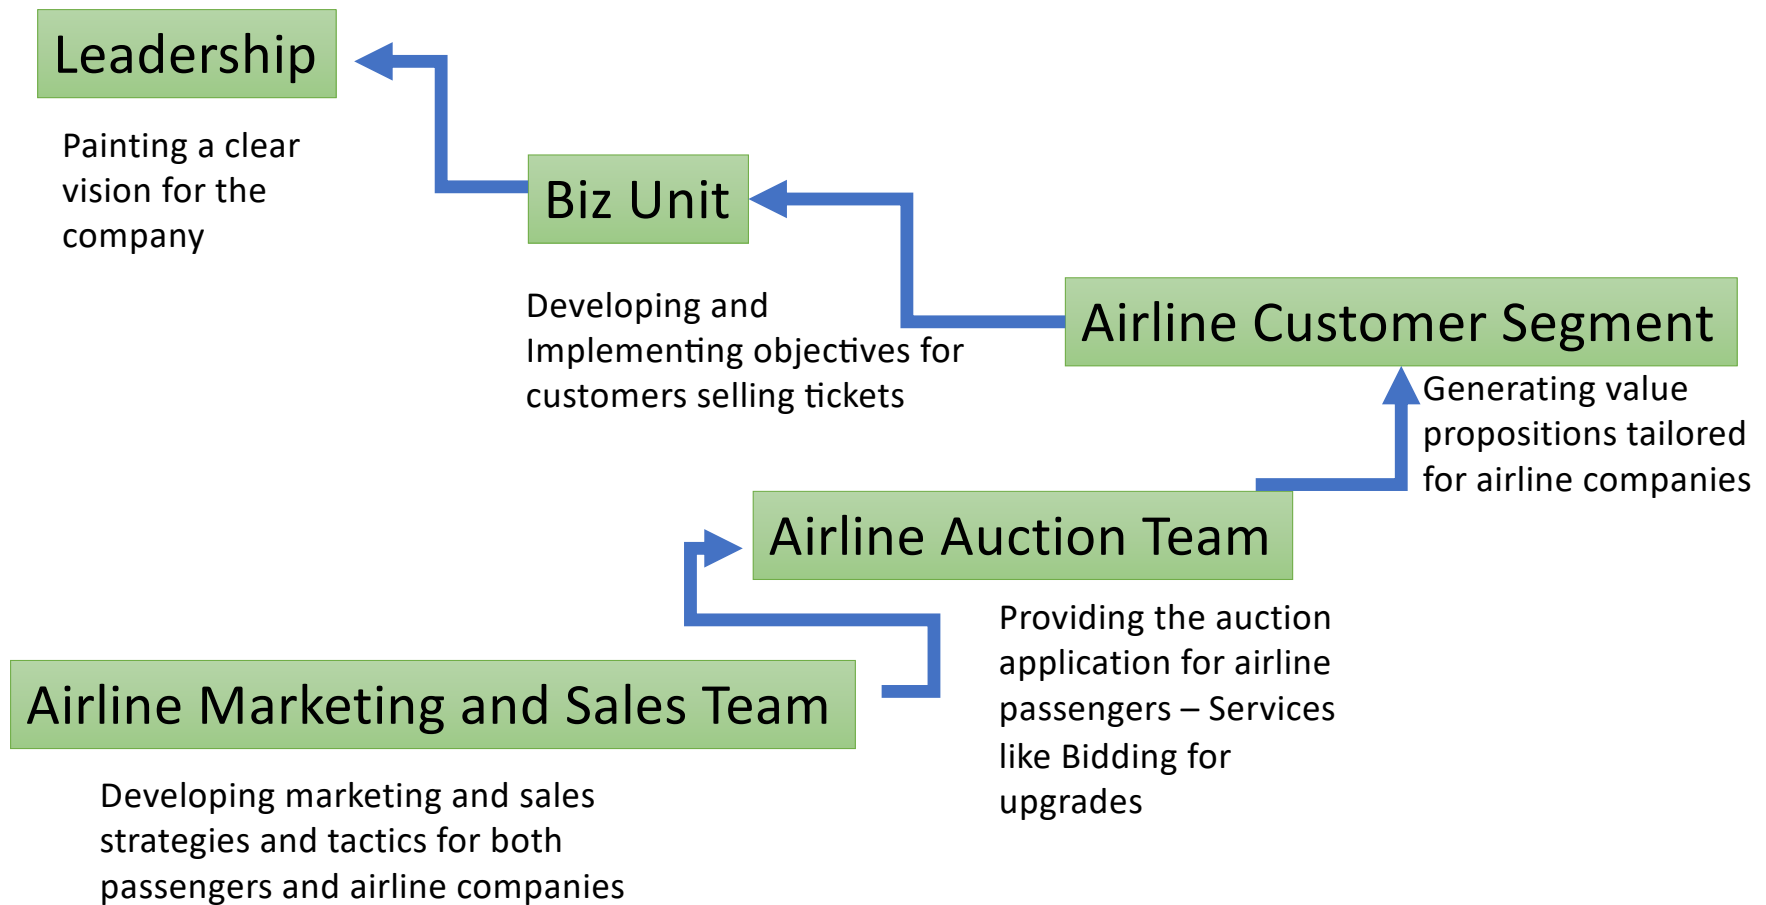 Leadership
Painting a clear
vision for the
company
Biz Unit
Developing and
Implementing objectives for
customers selling tickets
Airline Customer Segment
Generating value
propositions tailored
for airline companies
Airline Auction Team
Providing the auction
application for airline
passengers – Services
like Bidding for
upgrades
Airline Marketing and Sales Team
Developing marketing and sales
strategies and tactics for both
passengers and airline companies